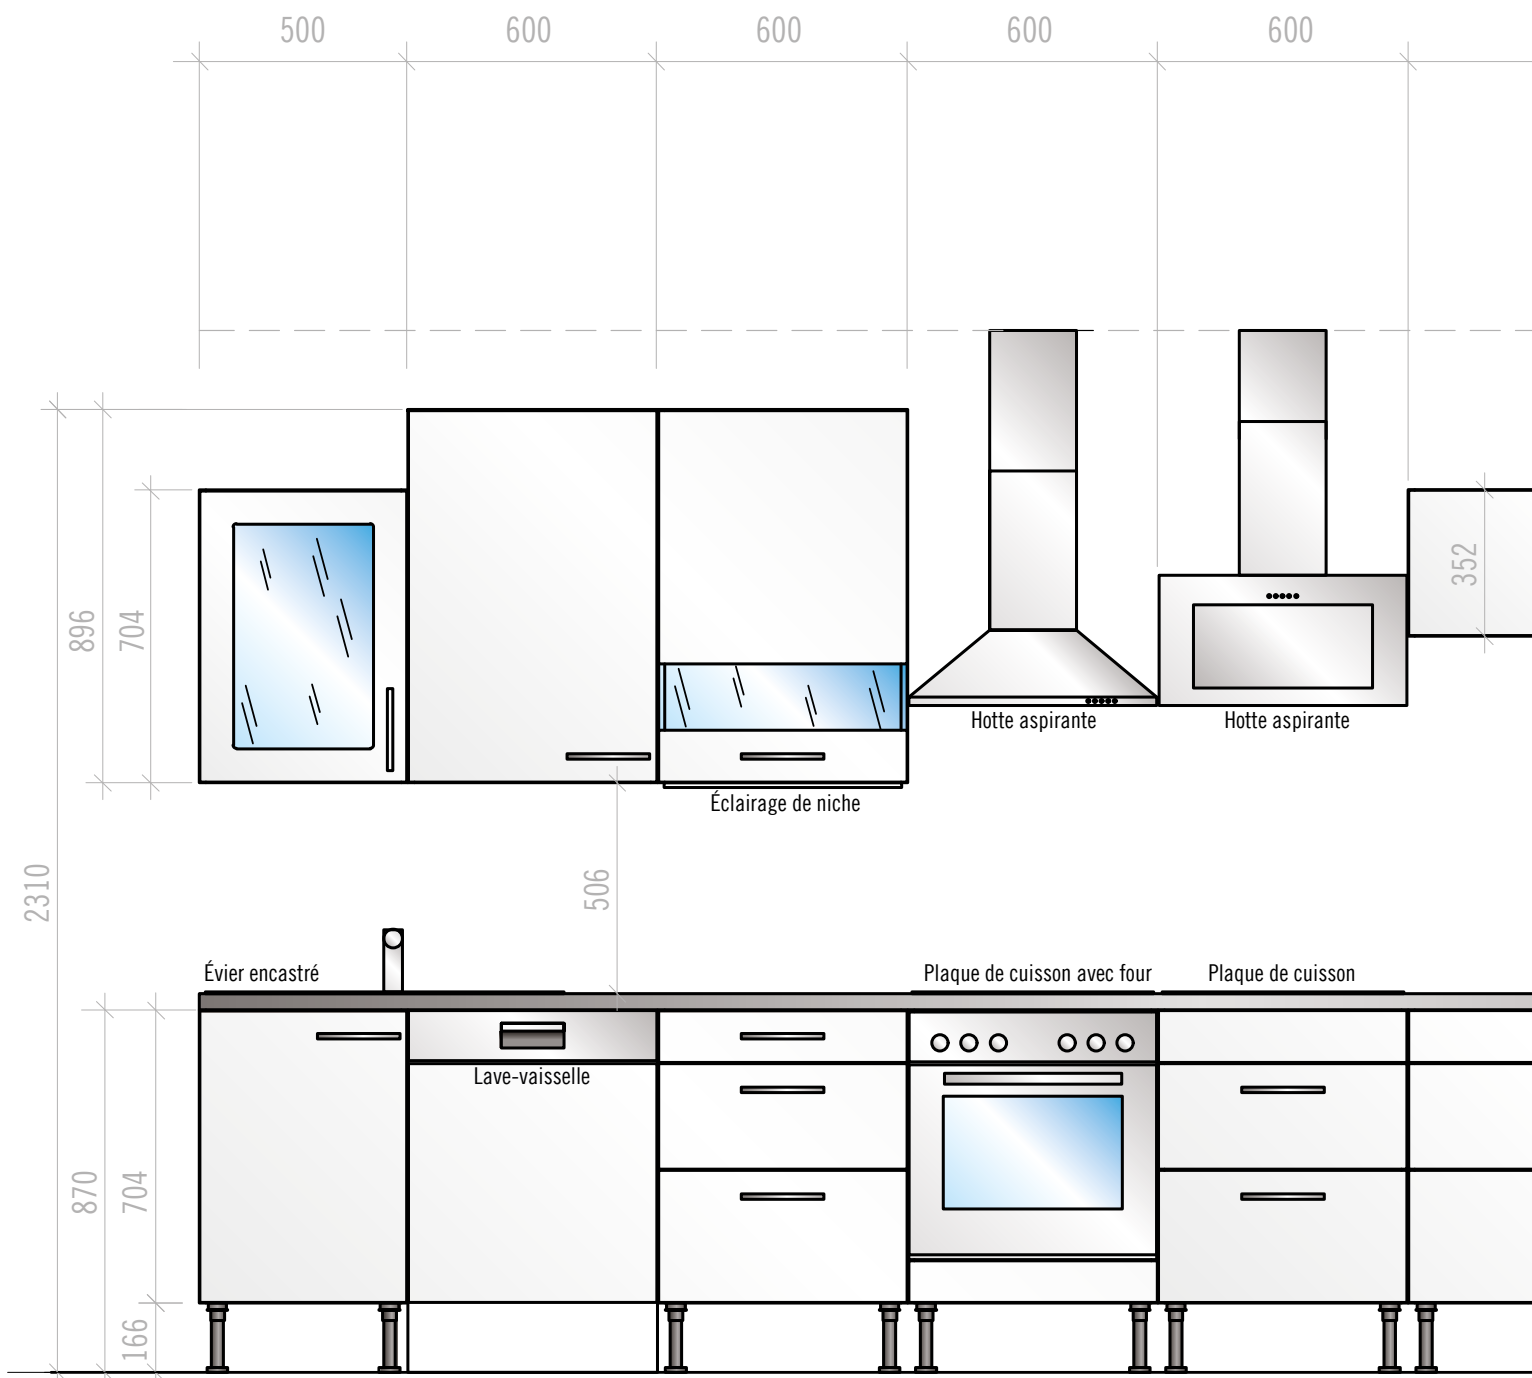 500
600
600
600
600
896
704
352
Hotte aspirante
Hotte aspirante
Éclairage de niche
2310
506
Évier encastré
Plaque de cuisson avec four
Plaque de cuisson
Lave-vaisselle
870
704
166